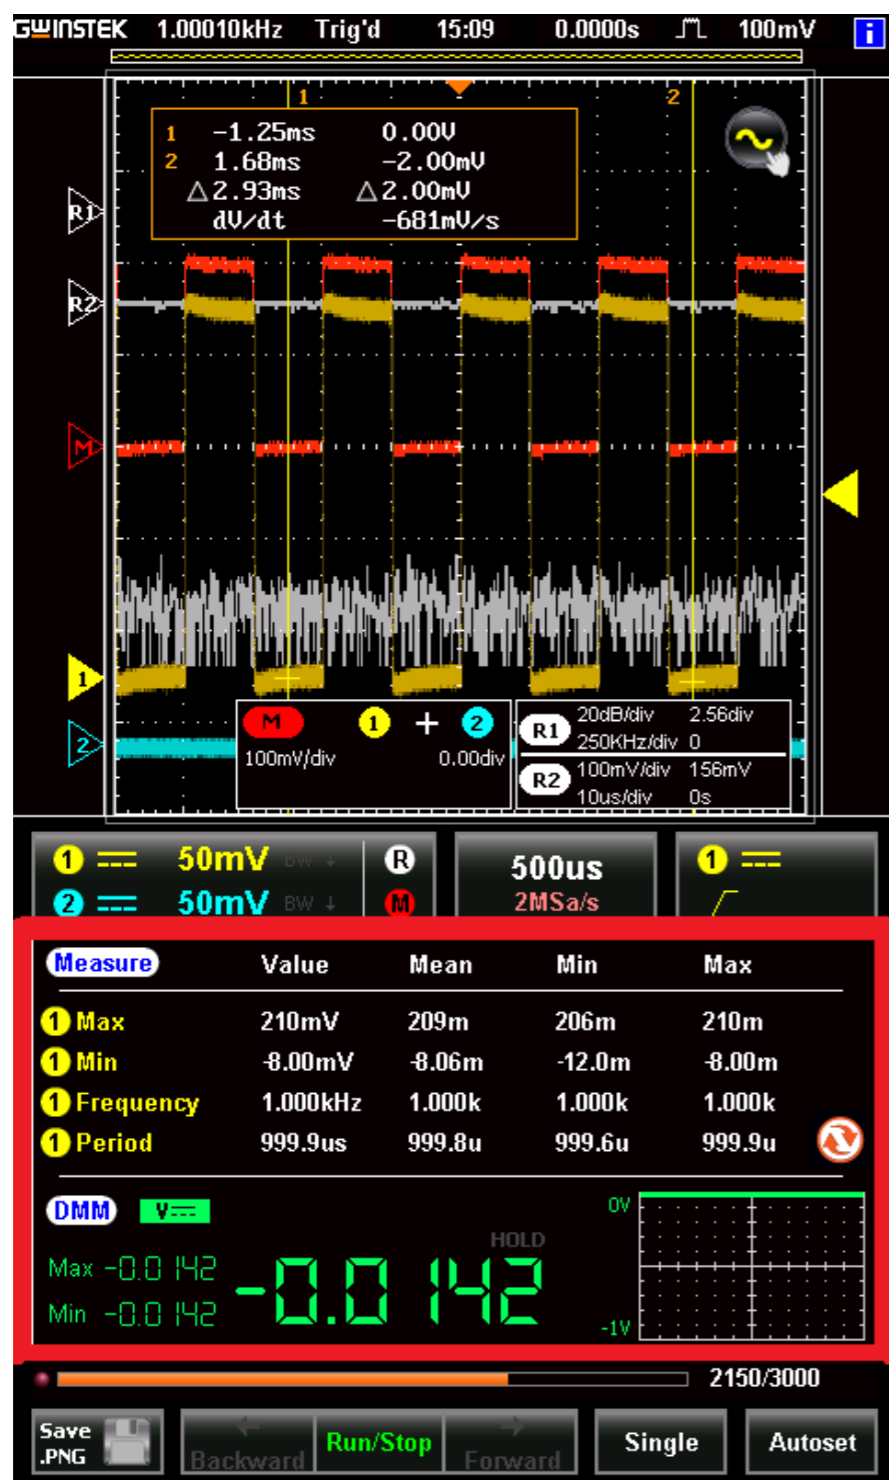 GWINSTEK 1.00010kHz Trig'd 15:09 0.0000s 100mV i
1 2
1 -1.25ms 0.00V
2 1.68ms -2.00mV
△2.93ms △2.00mV
dV/dt -681mV/s
R1
R2
M
1
2
M 1 + 2
100mV/div 0.00div
R1 20dB/div 2.56div
250KHz/div 0
R2 100mV/div 156mV
10us/div 0s
1 50mV BW R
2 50mV BW M
500us
2MSa/s
1
Measure Value Mean Min Max
1 Max 210mV 209m 206m 210m
1 Min -8.00mV -8.06m -12.0m -8.00m
1 Frequency 1.000kHz 1.000k 1.000k 1.000k
1 Period 999.9us 999.8u 999.6u 999.9u
DMM V
HOLD
Max -0.0142
Min -0.0142
-0.0142
0V
-1V
2150/3000
Save
.PNG
Backward
Run/Stop
Forward
Single
Autoset